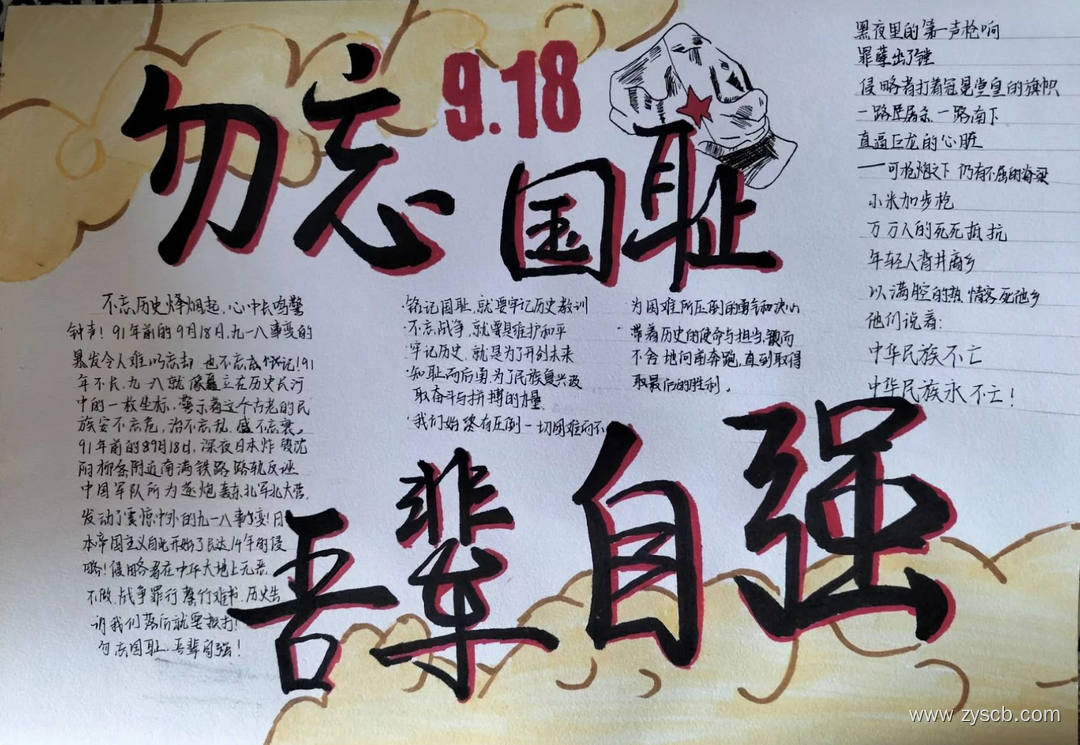 勿忘国耻
9.18
不忘历史烽烟起,心中长鸣警
钟声!91年前的9月18日,九一八事变的
暴发令人难以忘却 也不忘去忘记!91
年不长,九一八就像矗立在历史长河
中的一枚坐标,警示着这个古老的民
族安不忘危,治不忘乱,盛不忘衰。
91年前的89月18日,深夜日本炸毁沈
阳柳条附近南满铁路路轨反诬
中国军队所为遂炮轰东北军北大营,
发动了震惊中外的九一八事变!日
本帝国主义自此开始了长达14年的侵
略!侵略者在中华大地上无恶
不做,战争罪行罄竹难书,历史告
诉我们落后就要挨打!
勿忘国耻,吾辈自强!
·铭记国耻,就要牢记历史教训
·不忘战争,就要是维护和平
·牢记历史,就是为了开创未来
·知耻而后勇,为了民族复兴汲
取奋斗与拼搏的力量.
·我们始终有压倒一切困难而不
为困难所压倒的勇气和决心
·带着历史的使命与担当,锲而
不舍地向前奔跑,直到取得
取最后的胜利。
黑夜里的第一声枪响
罪孽出了锤
侵略者打着冠冕堂皇的旗帜
一路屠杀,一路南下
直逼巨龙的心脏
一可枪炮之下 仍有不屈的脊梁
小米加步枪
万万人的死死抵抗
年轻人背井离乡
以满腔的热 情客死他乡
他们说着:
中华民族不亡
中华民族永不亡!
吾辈自强
www.zyscb.com